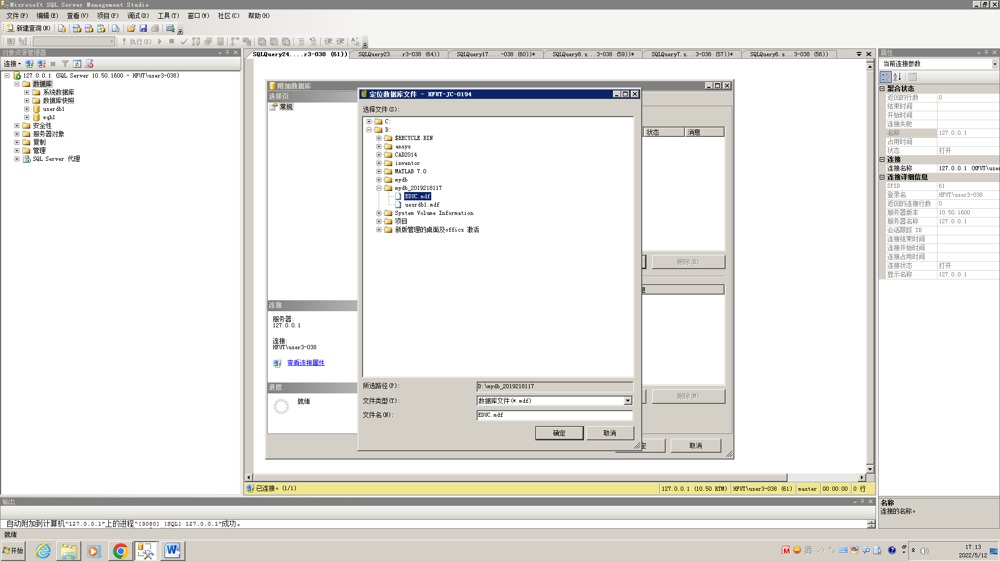 Microsoft SQL Server Management Studio
文件(F) 编辑(E) 查看(V) 项目(P) 调试(D) 工具(T) 窗口(W) 社区(C) 帮助(H)
新建查询(N)
执行(X)
对象资源管理器
连接
127.0.0.1 (SQL Server 10.50.1600 - HFUT\user3-038)
数据库
系统数据库
数据库快照
userdb1
wqh1
安全性
服务器对象
复制
管理
SQL Server 代理
SQLQuery24....r3-038 (61)) SQLQuery23....r3-038 (64)) SQLQuery17....-038 (60))* SQLQuery8.s...3-038 (59))* SQLQuery7.s...3-038 (57))* SQLQuery6.s...3-038 (56))
附加数据库
选择页
常规
状态 消息
删除(R)
息
删除(M)
连接
服务器:
127.0.0.1
连接:
HFUT\user3-038
查看连接属性
进度
就绪
定 取消
定位数据库文件 - HFUT-JC-0194
选择文件(S):
C:
D:
$RECYCLE.BIN
ansys
CAD2014
inventor
MATLAB 7.0
mydb
mydb_2019218117
EDUC.mdf
uesrdb1.mdf
System Volume Information
项目
新版管理的桌面及offics 激活
所选路径(P): D:\mydb_2019218117
文件类型(T): 数据库文件(*.mdf)
文件名(N): EDUC.mdf
确定 取消
已连接。(1/1) 127.0.0.1 (10.50 RTM) HFUT\user3-038 (61) master 00:00:00 0 行
属性
当前连接参数
聚合状态
返回的行数 0
结束时间
开始时间
连接失败
名称 127.0.0.1
占用时间
状态 打开
连接
连接名称 127.0.0.1 (HFUT\user
连接详细信息
SPID 61
登录名 HFUT\user3-038
返回的连接行数 0
服务器版本 10.50.1600
服务器名称 127.0.0.1
会话跟踪 ID
连接结束时间
连接开始时间
连接占用时间
连接状态 打开
显示名称 127.0.0.1
名称
连接的名称。
输出
自动附加到计算机“127.0.0.1”上的进程“[3080] [SQL] 127.0.0.1”成功。
就绪
开始
英
17:13
2022/5/12